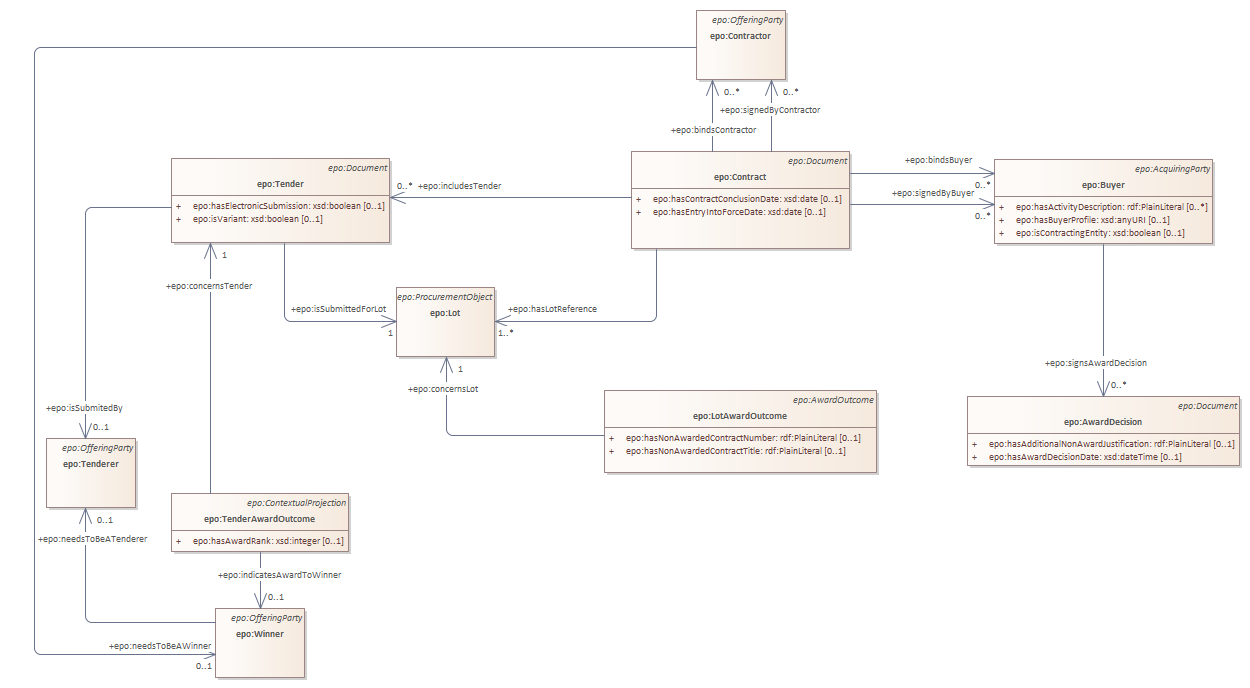 epo:OfferingParty
epo:Contractor
0..*
0..*
+epo:signedByContractor
+epo:bindsContractor
epo:Document
epo:Tender
+ epo:hasElectronicSubmission: xsd:boolean [0..1]
+ epo:isVariant: xsd:boolean [0..1]
0..* +epo:includesTender
epo:Document
epo:Contract
+ epo:hasContractConclusionDate: xsd:date [0..1]
+ epo:hasEntryIntoForceDate: xsd:date [0..1]
+epo:bindsBuyer
0..*
+epo:signedByBuyer
0..*
epo:AcquiringParty
epo:Buyer
+ epo:hasActivityDescription: rdf:PlainLiteral [0..*]
+ epo:hasBuyerProfile: xsd:anyURI [0..1]
+ epo:isContractingEntity: xsd:boolean [0..1]
1
+epo:concernsTender
+epo:isSubmittedForLot
1
epo:ProcurementObject
epo:Lot
+epo:hasLotReference
1..*
1
+epo:concernsLot
+epo:signsAwardDecision
0..*
epo:AwardOutcome
epo:LotAwardOutcome
+ epo:hasNonAwardedContractNumber: rdf:PlainLiteral [0..1]
+ epo:hasNonAwardedContractTitle: rdf:PlainLiteral [0..1]
epo:Document
epo:AwardDecision
+ epo:hasAdditionalNonAwardJustification: rdf:PlainLiteral [0..1]
+ epo:hasAwardDecisionDate: xsd:dateTime [0..1]
+epo:isSubmitedBy
0..1
epo:OfferingParty
epo:Tenderer
0..1
+epo:needsToBeATenderer
epo:ContextualProjection
epo:TenderAwardOutcome
+ epo:hasAwardRank: xsd:integer [0..1]
+epo:indicatesAwardToWinner
0..1
epo:OfferingParty
epo:Winner
+epo:needsToBeAWinner
0..1